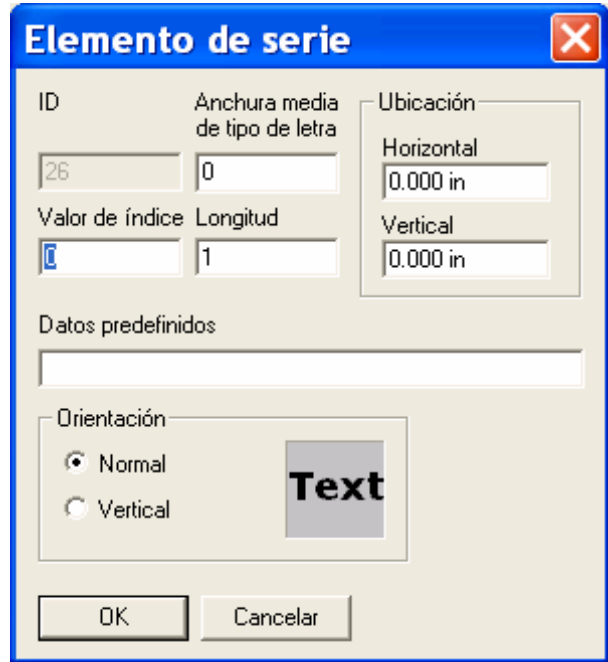 Elemento de serie
ID
Anchura media
de tipo de letra
Ubicación
26
0
Horizontal
0.000 in
Valor de índice
Longitud
Vertical
0
1
0.000 in
Datos predefinidos
Orientación
Normal
Vertical
Text
OK
Cancelar